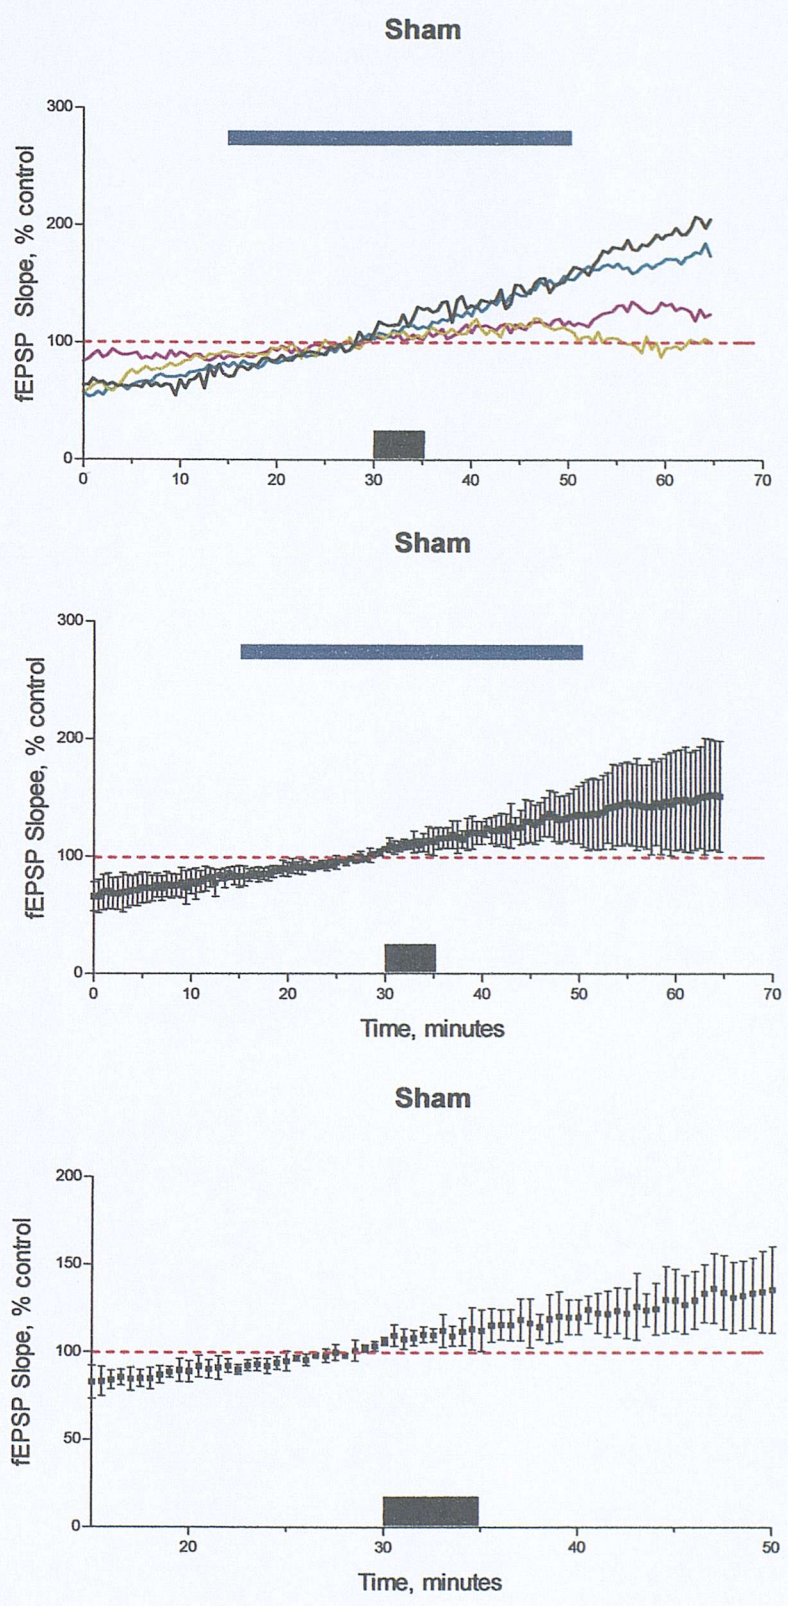 Sham
fEPSP Slope, % control
300
200
100
0
0 10 20 30 40 50 60 70
Sham
fEPSP Slopee, % control
300
200
100
0
0 10 20 30 40 50 60 70
Time, minutes
Sham
fEPSP Slope, % control
200
150
100
50
0
20 30 40 50
Time, minutes